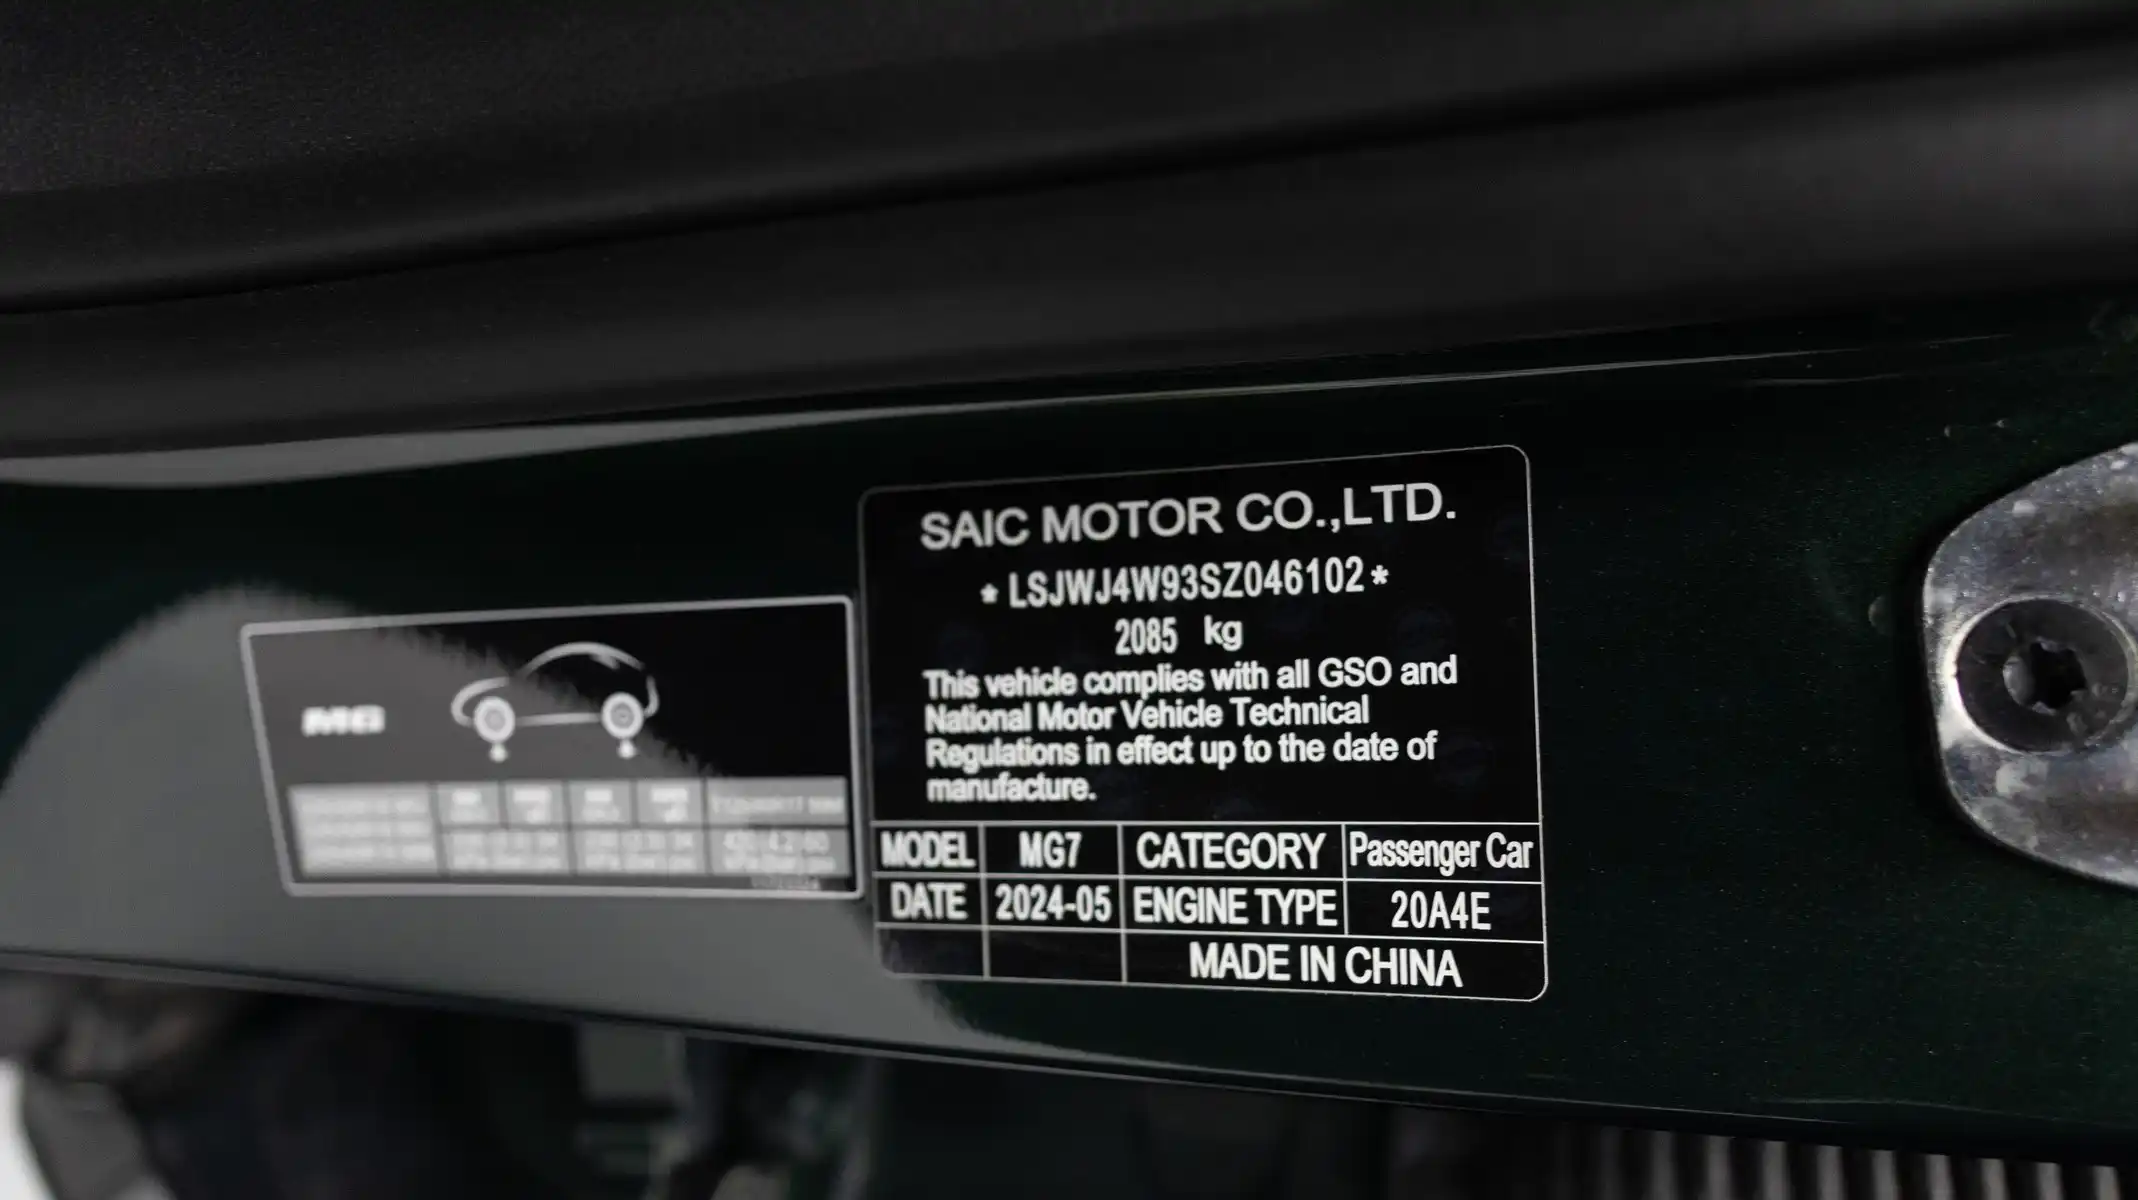 SAIC MOTOR CO.,LTD.
*LSJWJ4W93SZ046102*
2085 kg
This vehicle complies with all GSO and
National Motor Vehicle Technical
Regulations in effect up to the date of
manufacture.
MODEL MG7 CATEGORY Passenger Car
DATE 2024-05 ENGINE TYPE 20A4E
MADE IN CHINA
MG